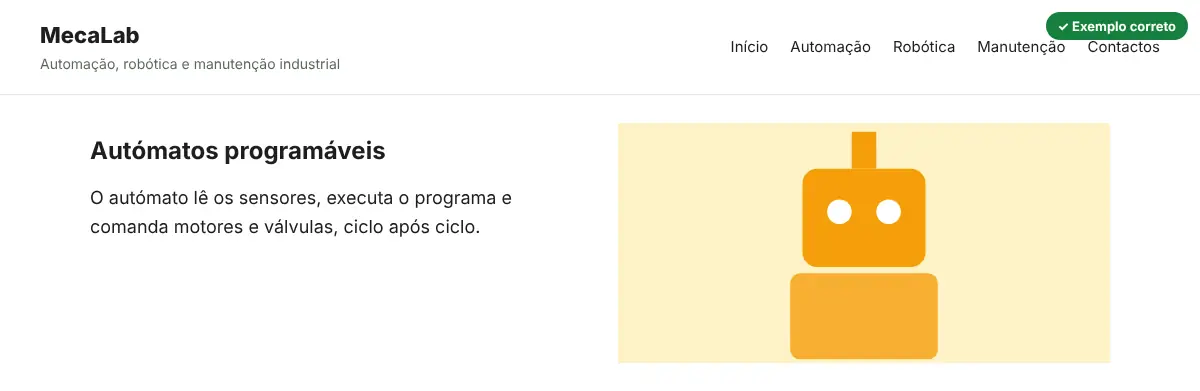 MecaLab
Automação, robótica e manutenção industrial
✓ Exemplo correto
Início Automação Robótica Manutenção Contactos
Autómatos programáveis
O autómato lê os sensores, executa o programa e
comanda motores e válvulas, ciclo após ciclo.